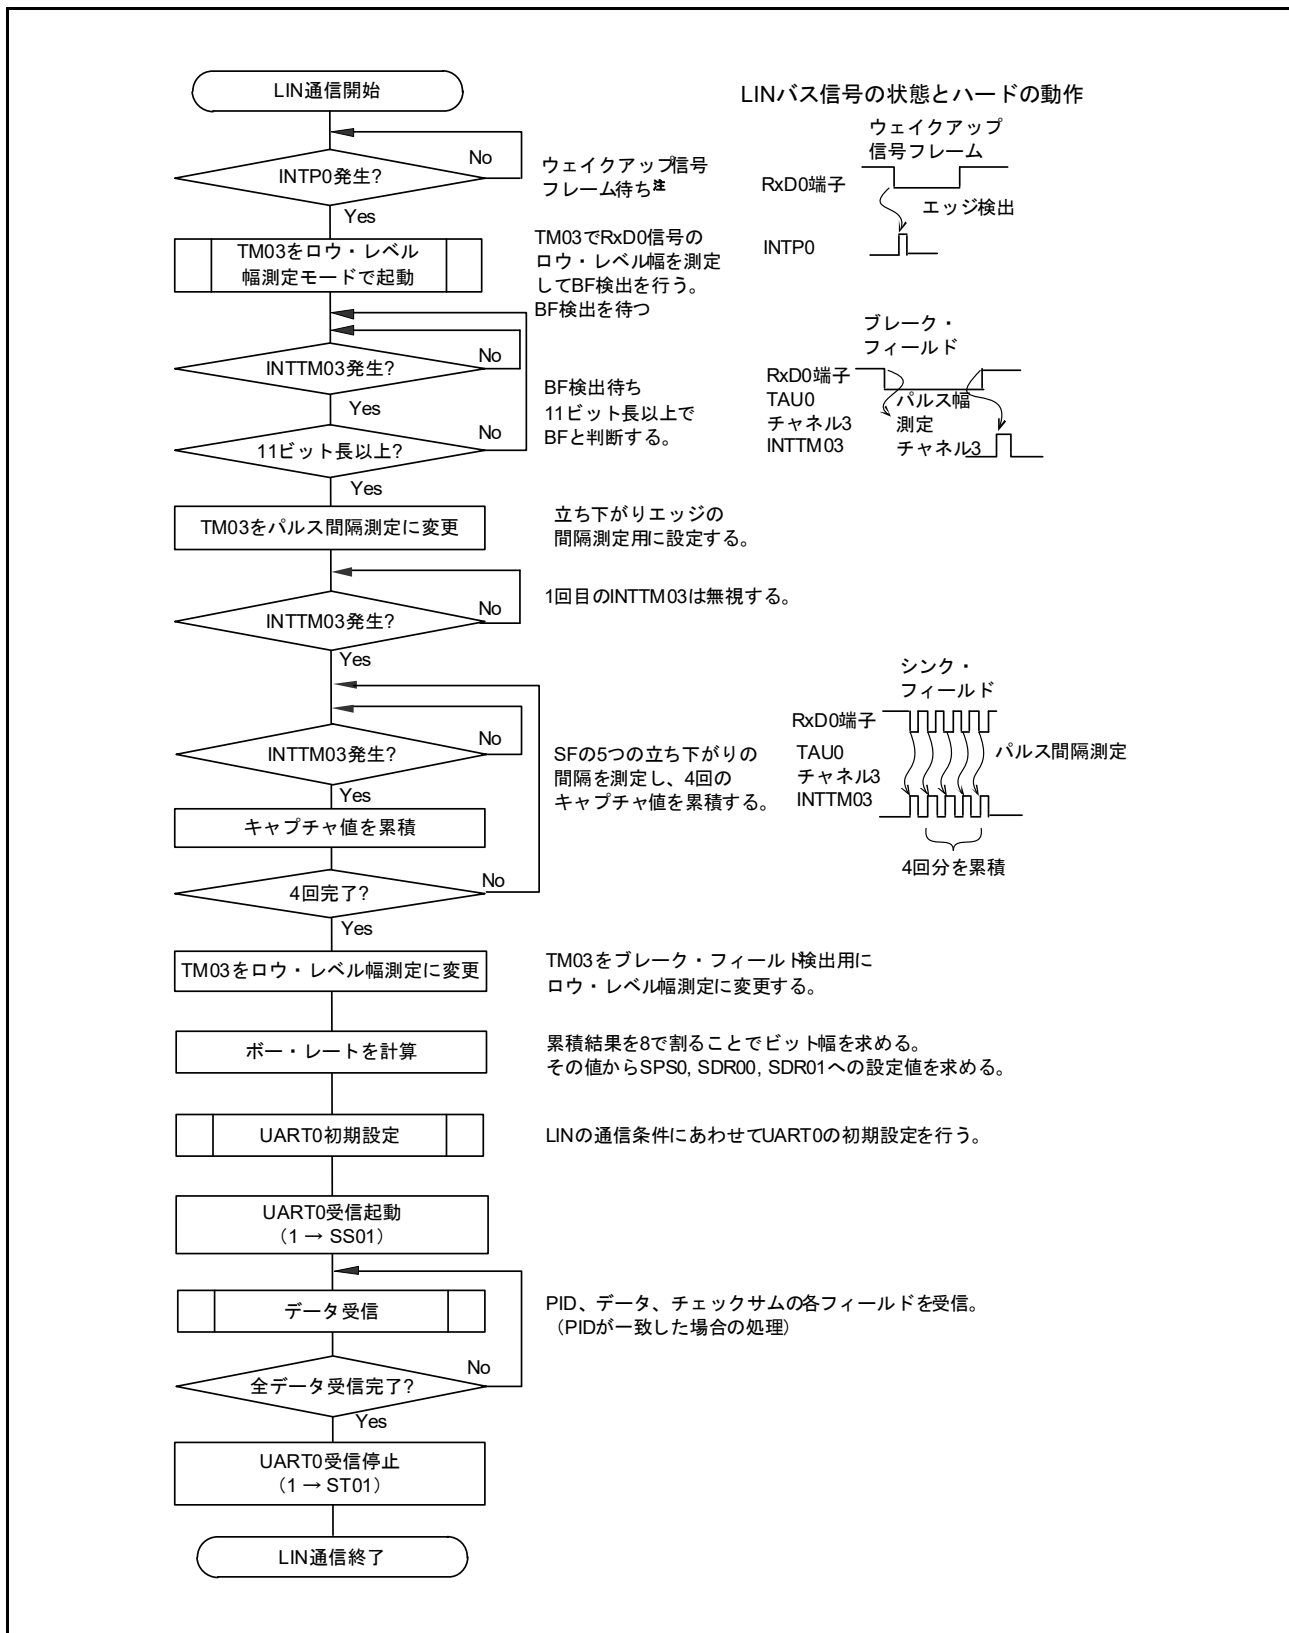 LIN通信開始
LINバス信号の状態とハードの動作
INTP0発生?
No
Yes
ウェイクアップ信号
フレーム待ち注
ウェイクアップ
信号フレーム
RxD0端子
エッジ検出
INTP0
TM03をロウ・レベル
幅測定モードで起動
TM03でRxD0信号の
ロウ・レベル幅を測定
してBF検出を行う。
BF検出を待つ
INTTM03発生?
No
Yes
11ビット長以上?
No
Yes
BF検出待ち
11ビット長以上で
BFと判断する。
ブレーク・
フィールド
RxD0端子
TAU0
チャネル3
INTTM03
パルス幅
測定
チャネル3
TM03をパルス間隔測定に変更
立ち下がりエッジの
間隔測定用に設定する。
INTTM03発生?
No
Yes
1回目のINTTM03は無視する。
INTTM03発生?
No
Yes
キャプチャ値を累積
4回完了?
No
Yes
SFの5つの立ち下がりの
間隔を測定し、4回の
キャプチャ値を累積する。
シンク・
フィールド
RxD0端子
TAU0
チャネル3
INTTM03
パルス間隔測定
4回分を累積
TM03をロウ・レベル幅測定に変更
TM03をブレーク・フィールド検出用に
ロウ・レベル幅測定に変更する。
ボー・レートを計算
累積結果を8で割ることでビット幅を求める。
その値からSPS0, SDR00, SDR01への設定値を求める。
UART0初期設定
LINの通信条件にあわせてUART0の初期設定を行う。
UART0受信起動
（1 → SS01）
データ受信
PID、データ、チェックサムの各フィールドを受信。
（PIDが一致した場合の処理）
全データ受信完了?
No
Yes
UART0受信停止
（1 → ST01）
LIN通信終了